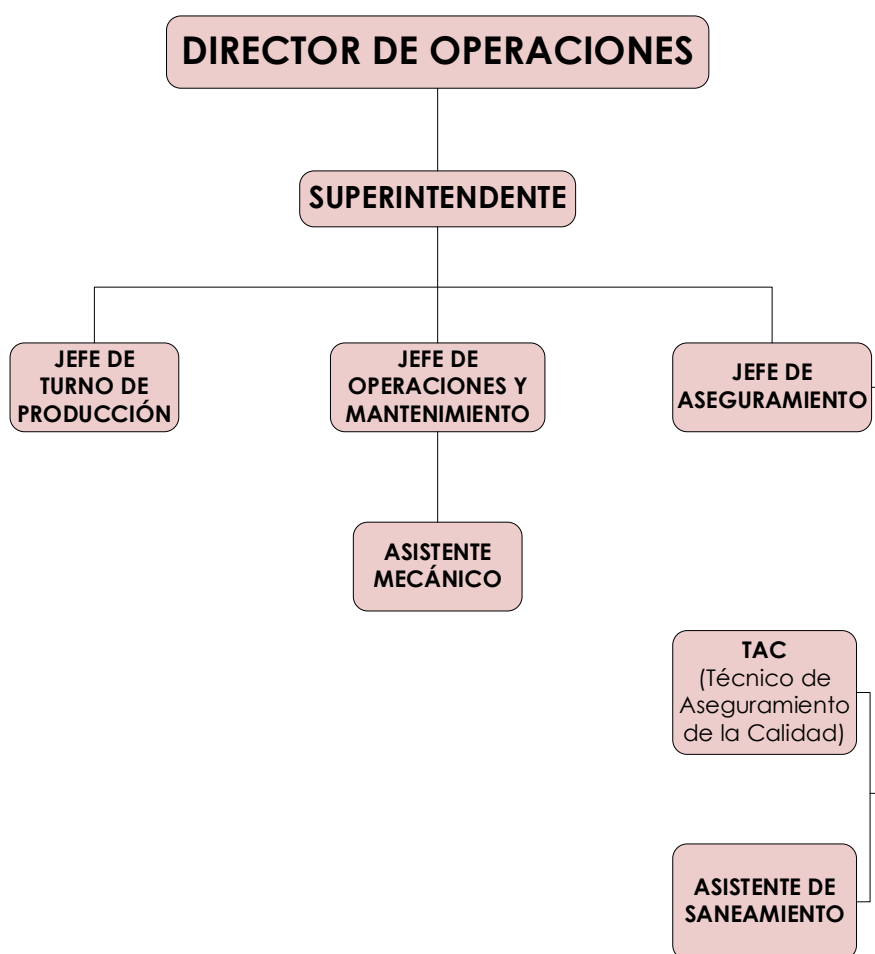 DIRECTOR DE OPERACIONES
SUPERINTENDENTE
JEFE DE
TURNO DE
PRODUCCIÓN
JEFE DE
OPERACIONES Y
MANTENIMIENTO
JEFE DE
ASEGURAMIENTO
ASISTENTE
MECÁNICO
TAC
(Técnico de
Aseguramiento
de la Calidad)
ASISTENTE DE
SANEAMIENTO